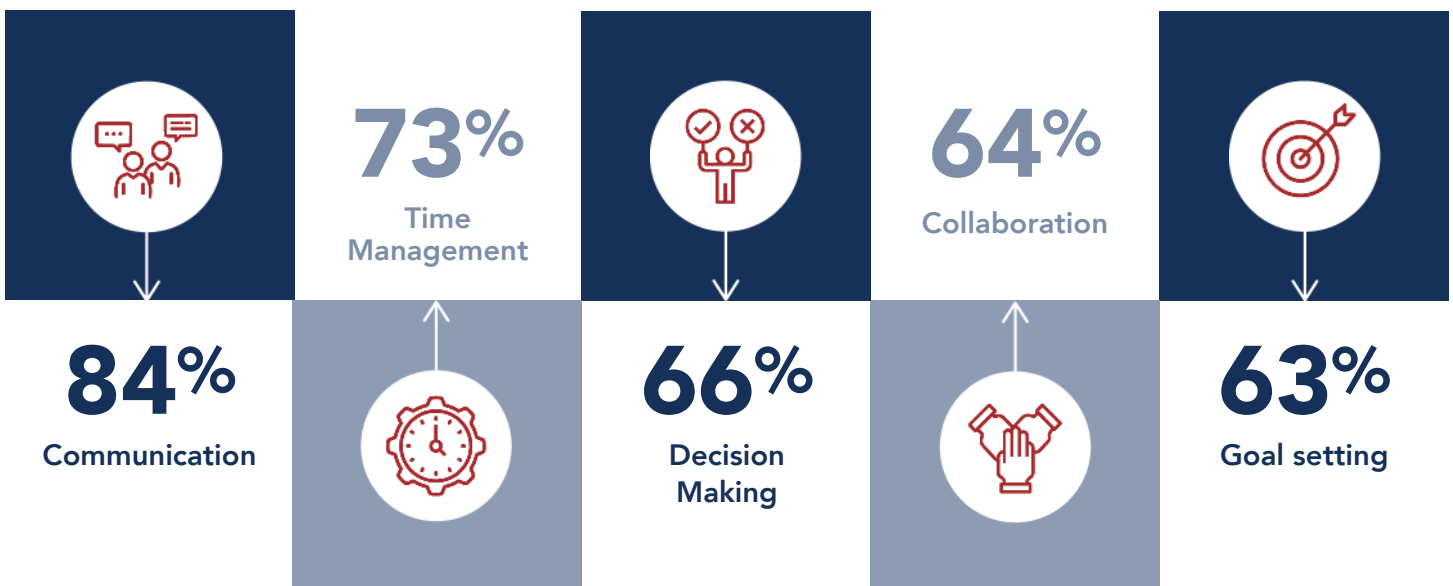 84%
Communication
73%
Time
Management
66%
Decision
Making
64%
Collaboration
63%
Goal setting